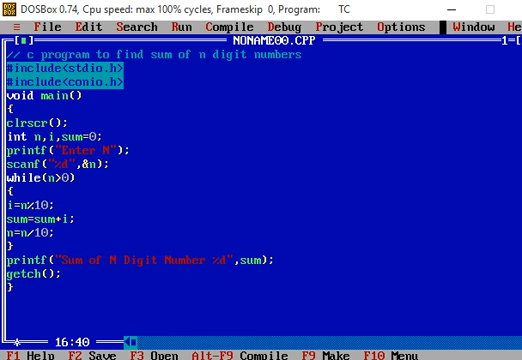 DOSBox 0.74, Cpu speed: max 100% cycles, Frameskip 0, Program: TC
≡ File Edit Search Run Compile Debug Project Options Window He
[■] NONAME00.CPP 1=[
// c program to find sum of n digit numbers
#include<stdio.h>
#include<conio.h>
void main()
{
clrscr();
int n,i,sum=0;
printf("Enter N");
scanf("%d",&n);
while(n>0)
{
i=n%10;
sum=sum+i;
n=n/10;
}
printf("Sum of N Digit Number %d",sum);
getch();
}
* 16:40
F1 Help F2 Save F3 Open Alt-F9 Compile F9 Make F10 Menu